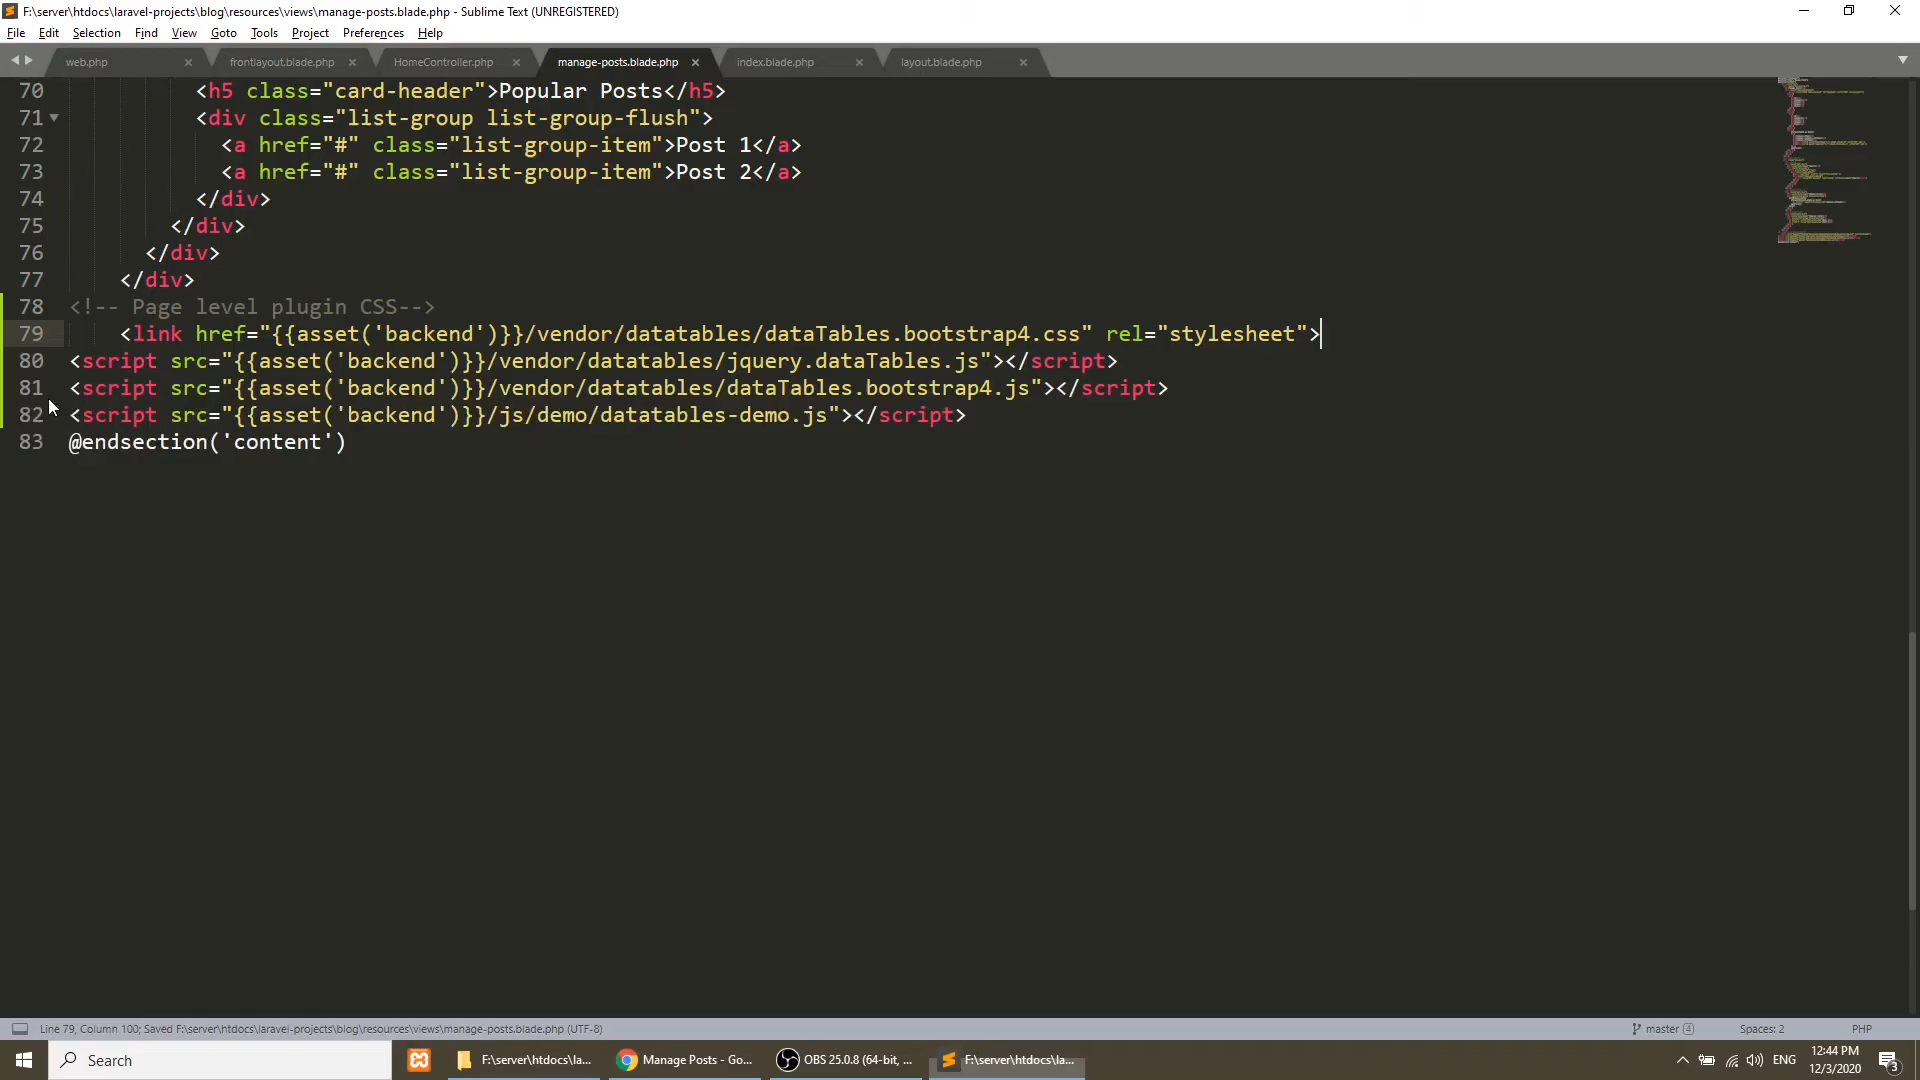 F:\server\htdocs\laravel-projects\blog\resources\views\manage-posts.blade.php - Sublime Text (UNREGISTERED)
File Edit Selection Find View Goto Tools Project Preferences Help
web.php frontlayout.blade.php HomeController.php manage-posts.blade.php index.blade.php layout.blade.php
70 <h5 class="card-header">Popular Posts</h5>
71 <div class="list-group list-group-flush">
72 <a href="#" class="list-group-item">Post 1</a>
73 <a href="#" class="list-group-item">Post 2</a>
74 </div>
75 </div>
76 </div>
77 </div>
78 <!-- Page level plugin CSS-->
79 <link href="{{asset('backend')}}/vendor/datatables/dataTables.bootstrap4.css" rel="stylesheet">
80 <script src="{{asset('backend')}}/vendor/datatables/jquery.dataTables.js"></script>
81 <script src="{{asset('backend')}}/vendor/datatables/dataTables.bootstrap4.js"></script>
82 <script src="{{asset('backend')}}/js/demo/datatables-demo.js"></script>
83 @endsection('content')
Line 79, Column 100; Saved F:\server\htdocs\laravel-projects\blog\resources\views\manage-posts.blade.php (UTF-8) master 4 Spaces: 2 PHP
Search F:\server\htdocs\la... Manage Posts - Go... OBS 25.0.8 (64-bit, ... F:\server\htdocs\la... ENG 12:44 PM
12/3/2020 3